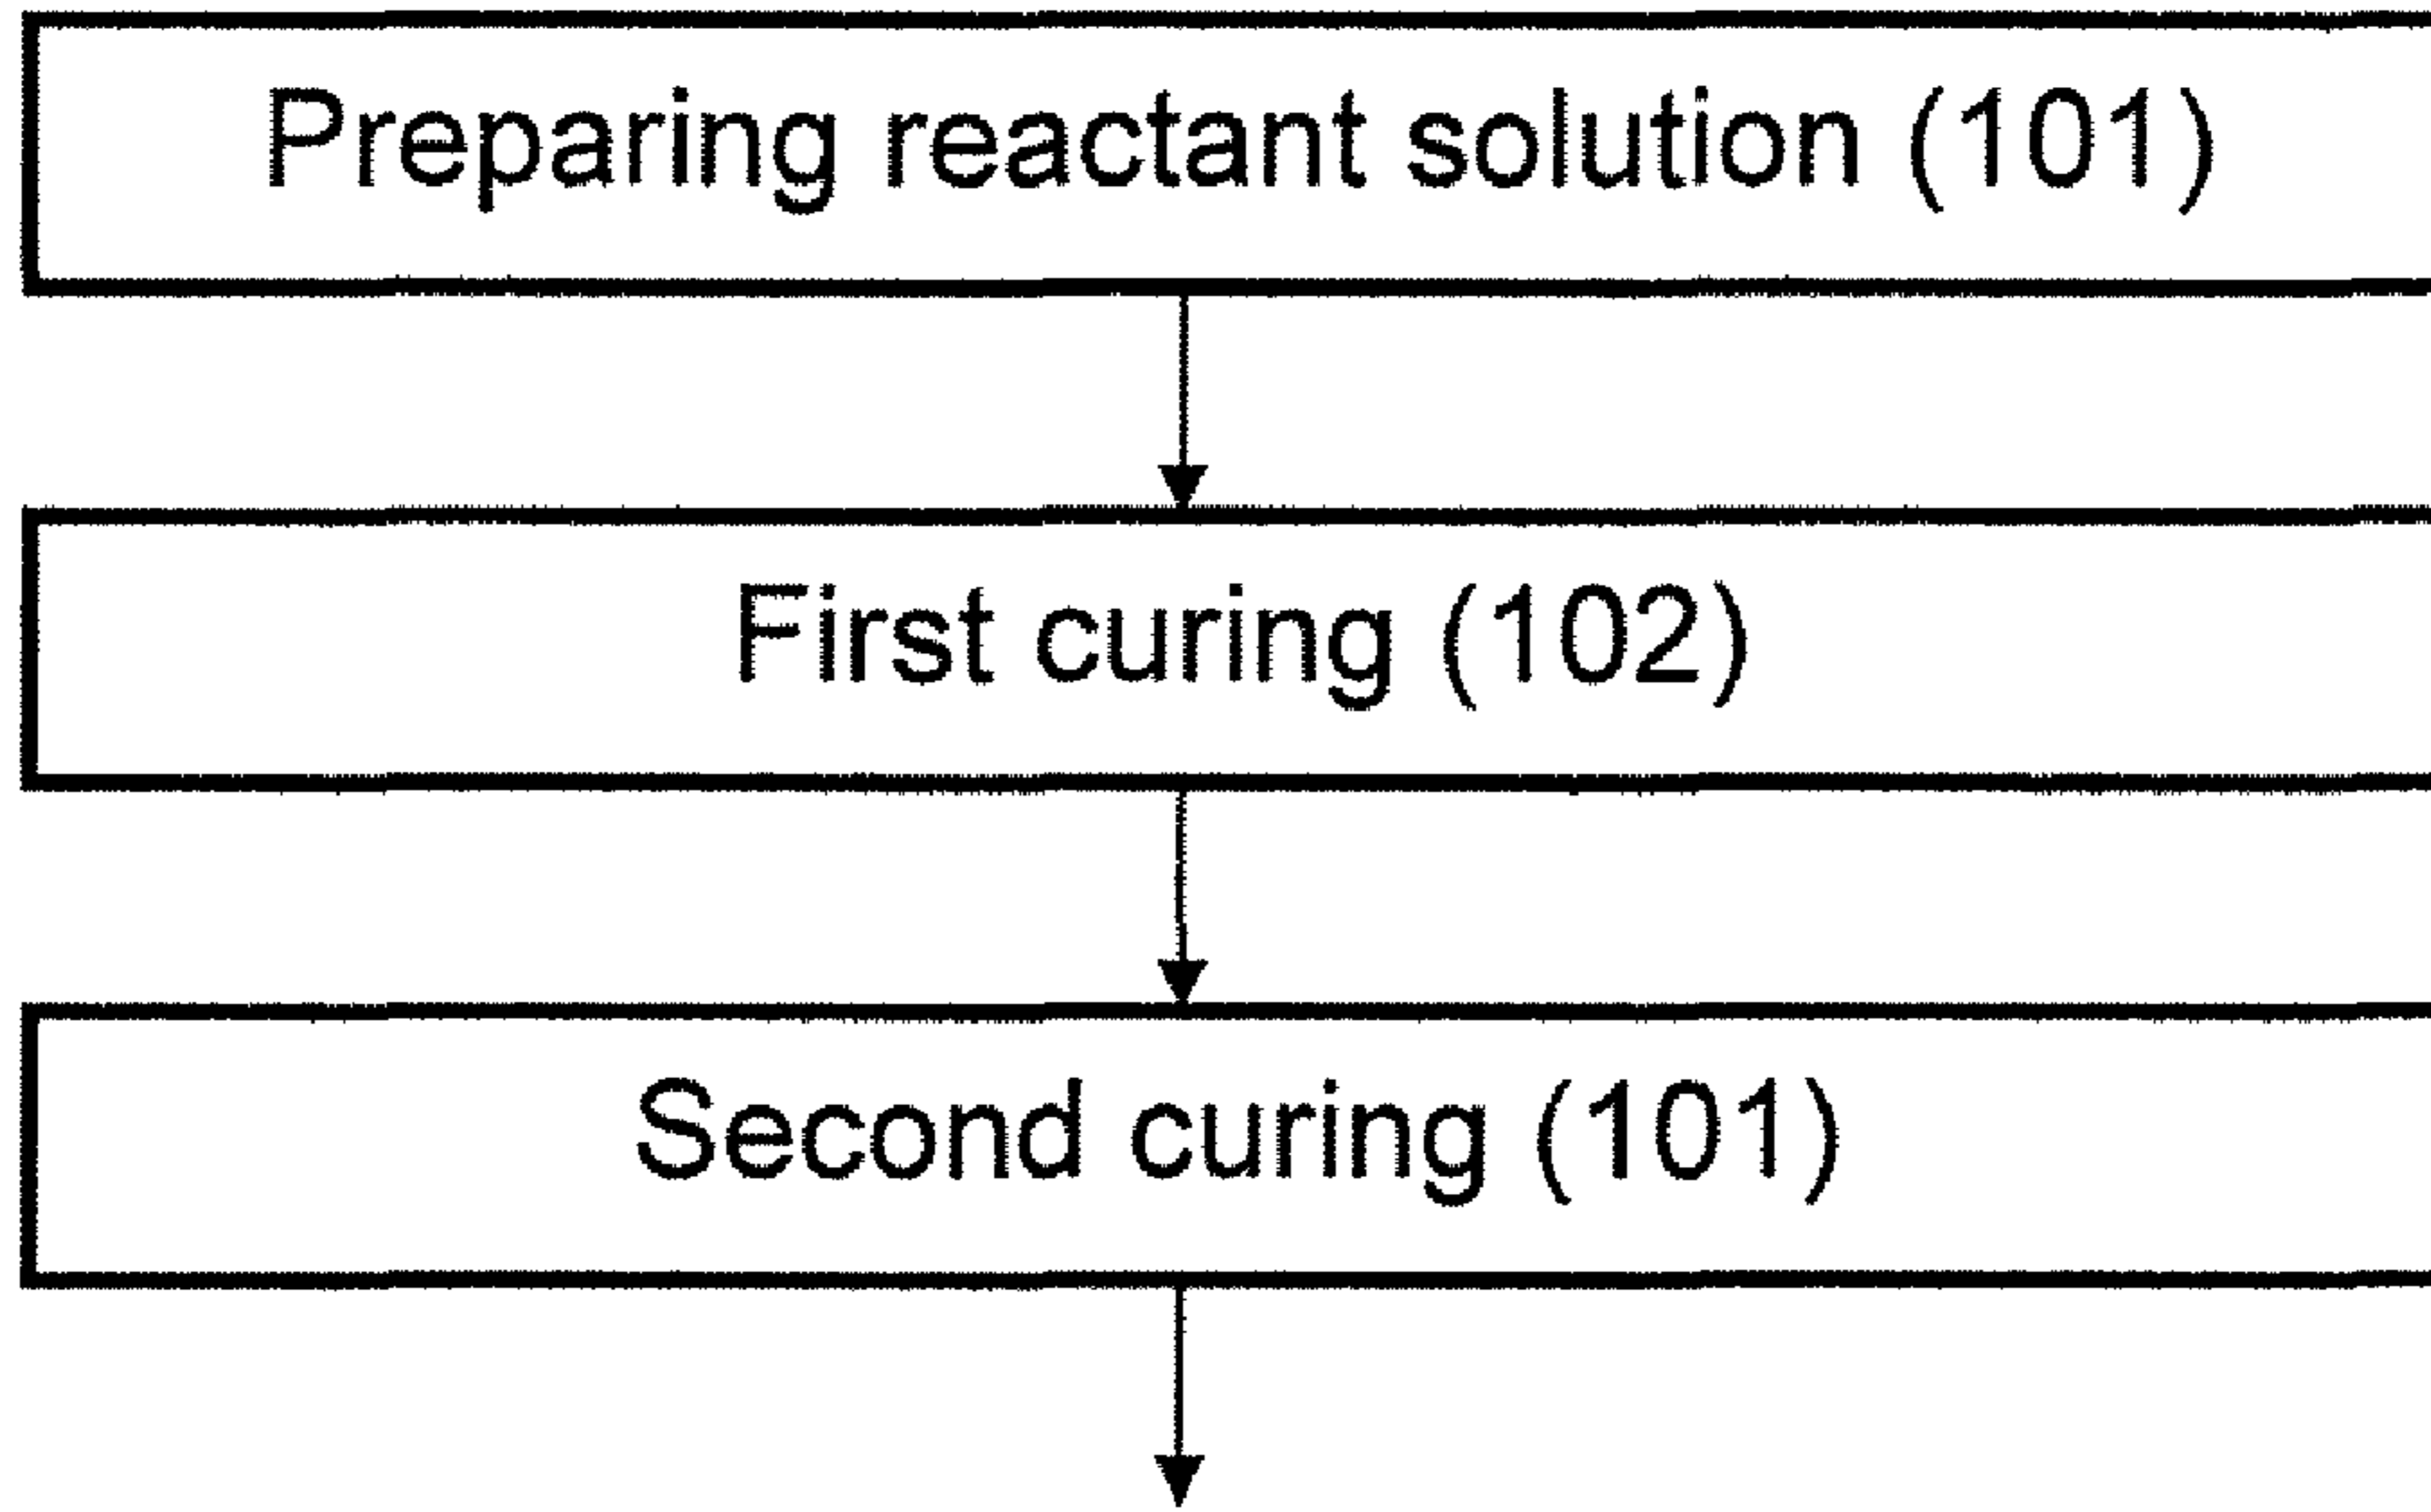 Preparing reactant solution (101)
First curing (102)
Second curing (101)